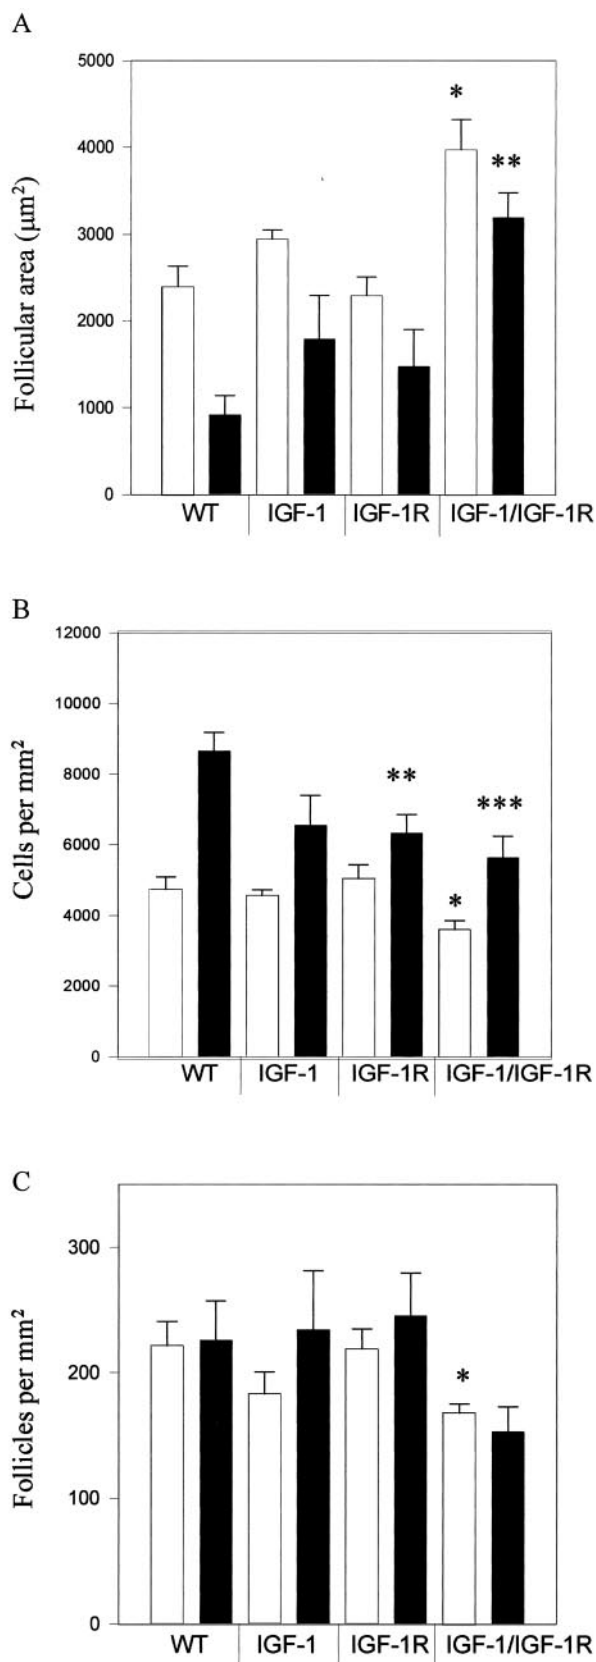 A
Follicular area (μm²)
5000
4000
3000
2000
1000
0
*
**
WT IGF-1 IGF-1R IGF-1/IGF-1R
B
Cells per mm²
12000
10000
8000
6000
4000
2000
0
**
***
*
WT IGF-1 IGF-1R IGF-1/IGF-1R
C
Follicles per mm²
300
200
100
0
*
WT IGF-1 IGF-1R IGF-1/IGF-1R